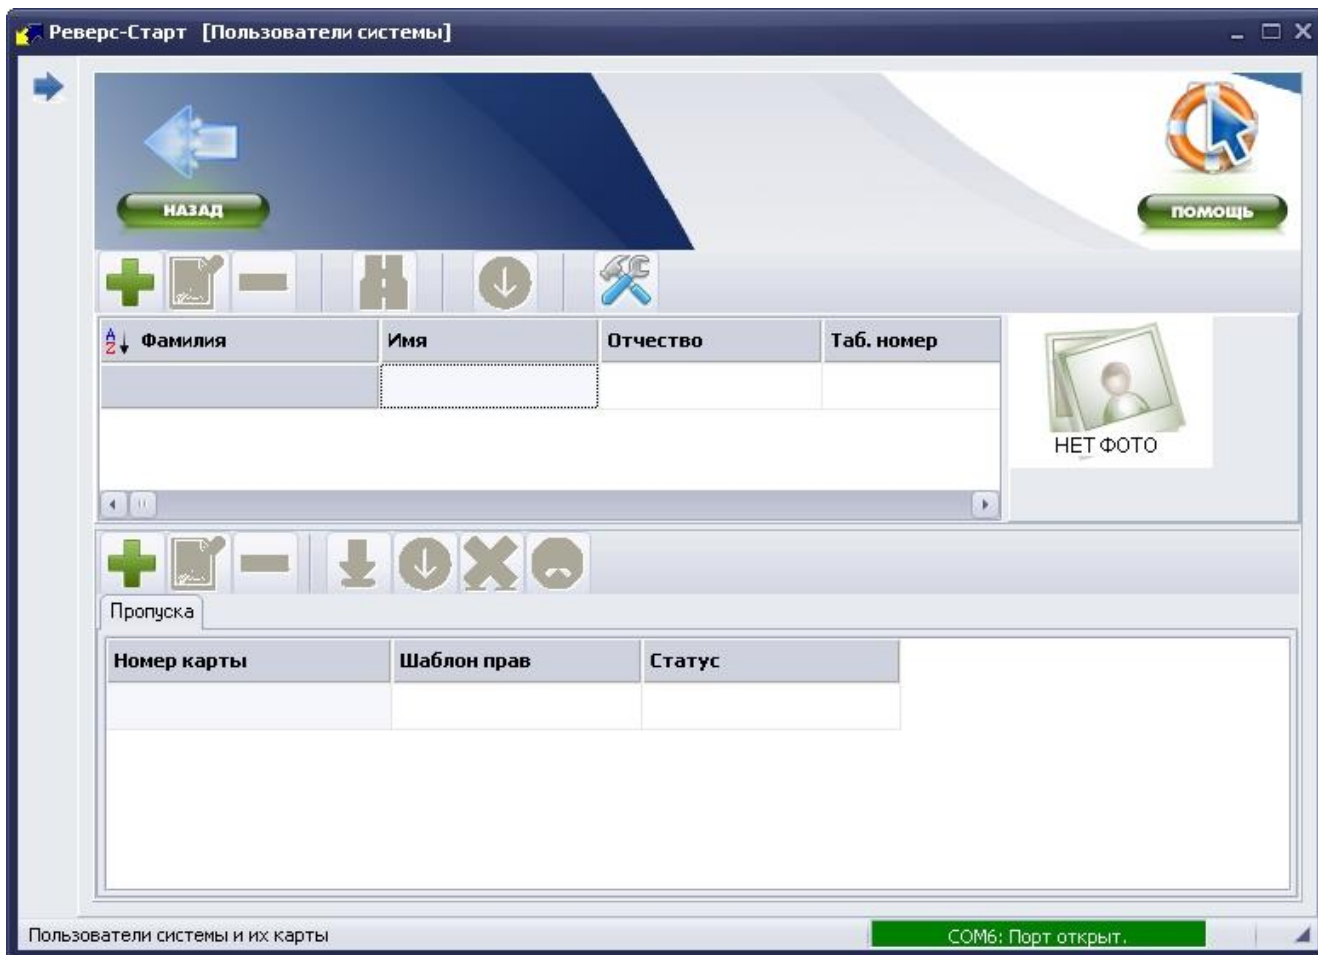 Реверс-Старт [Пользователи системы]
НАЗАД
ПОМОЩЬ
Фамилия Имя Отчество Таб. номер
НЕТ ФОТО
Пропуска
Номер карты Шаблон прав Статус
Пользователи системы и их карты COM6: Порт открыт.